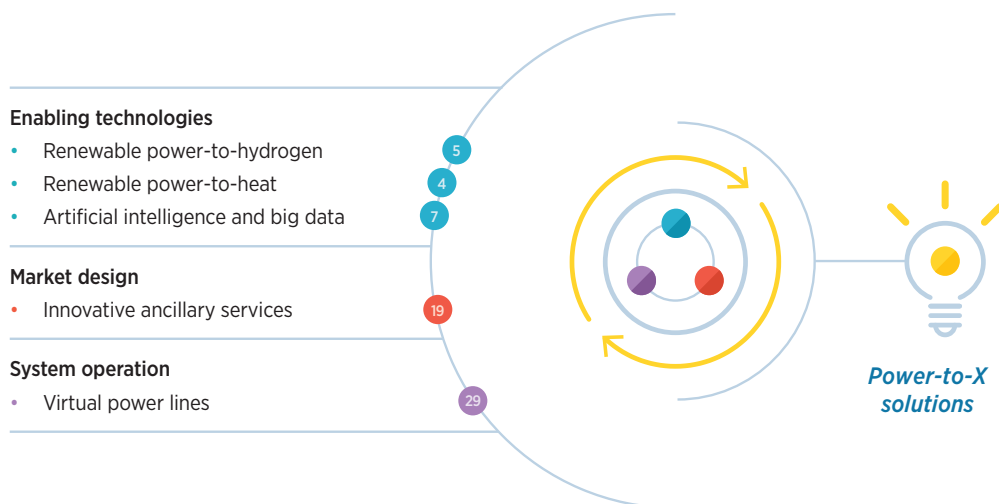 Enabling technologies
• Renewable power-to-hydrogen 5
• Renewable power-to-heat 4
• Artificial intelligence and big data 7
Market design
• Innovative ancillary services 19
System operation
• Virtual power lines 29
Power-to-X
solutions